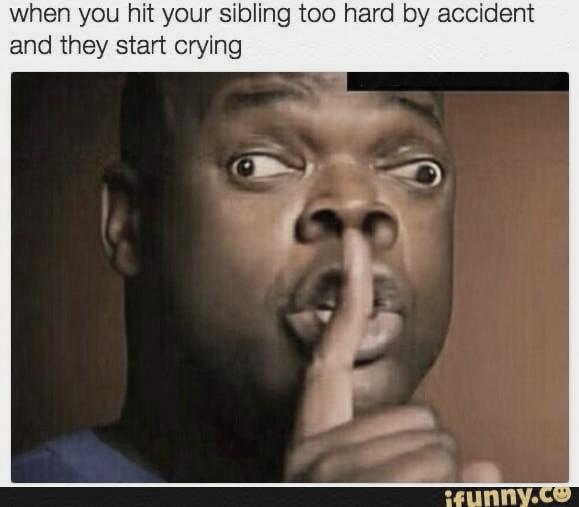 when you hit your sibling too hard by accident
and they start crying
ifunny.co